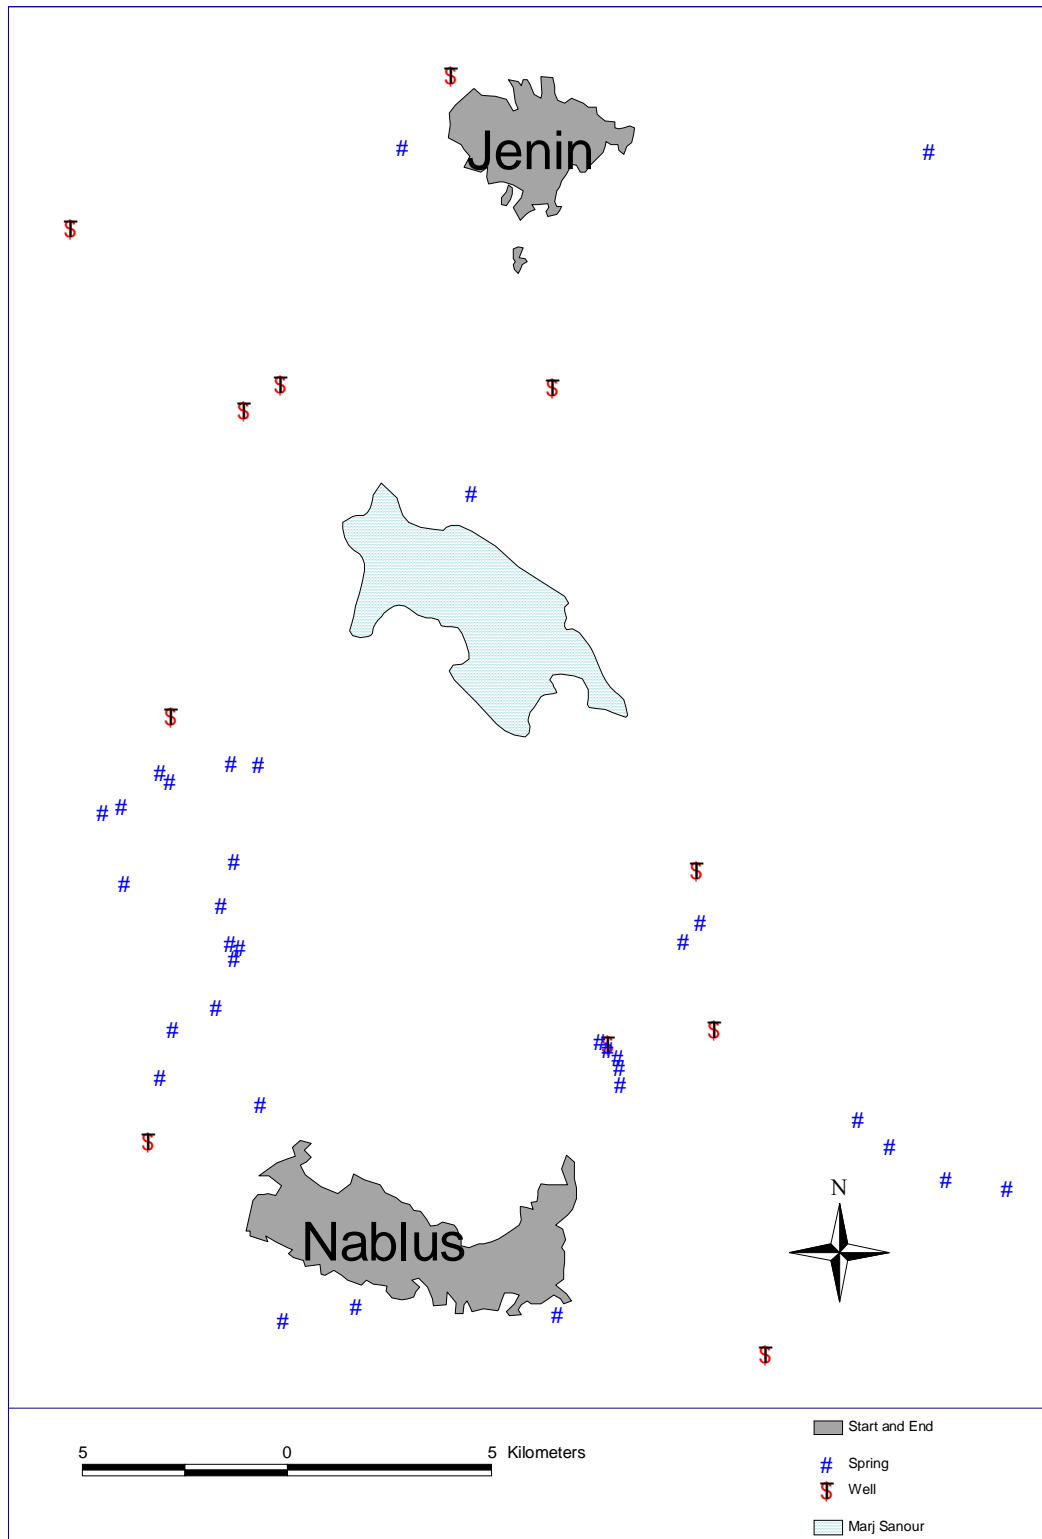 Jenin
Nablus
N
5 0 5 Kilometers
Start and End
Spring
Well
Marj Sanour